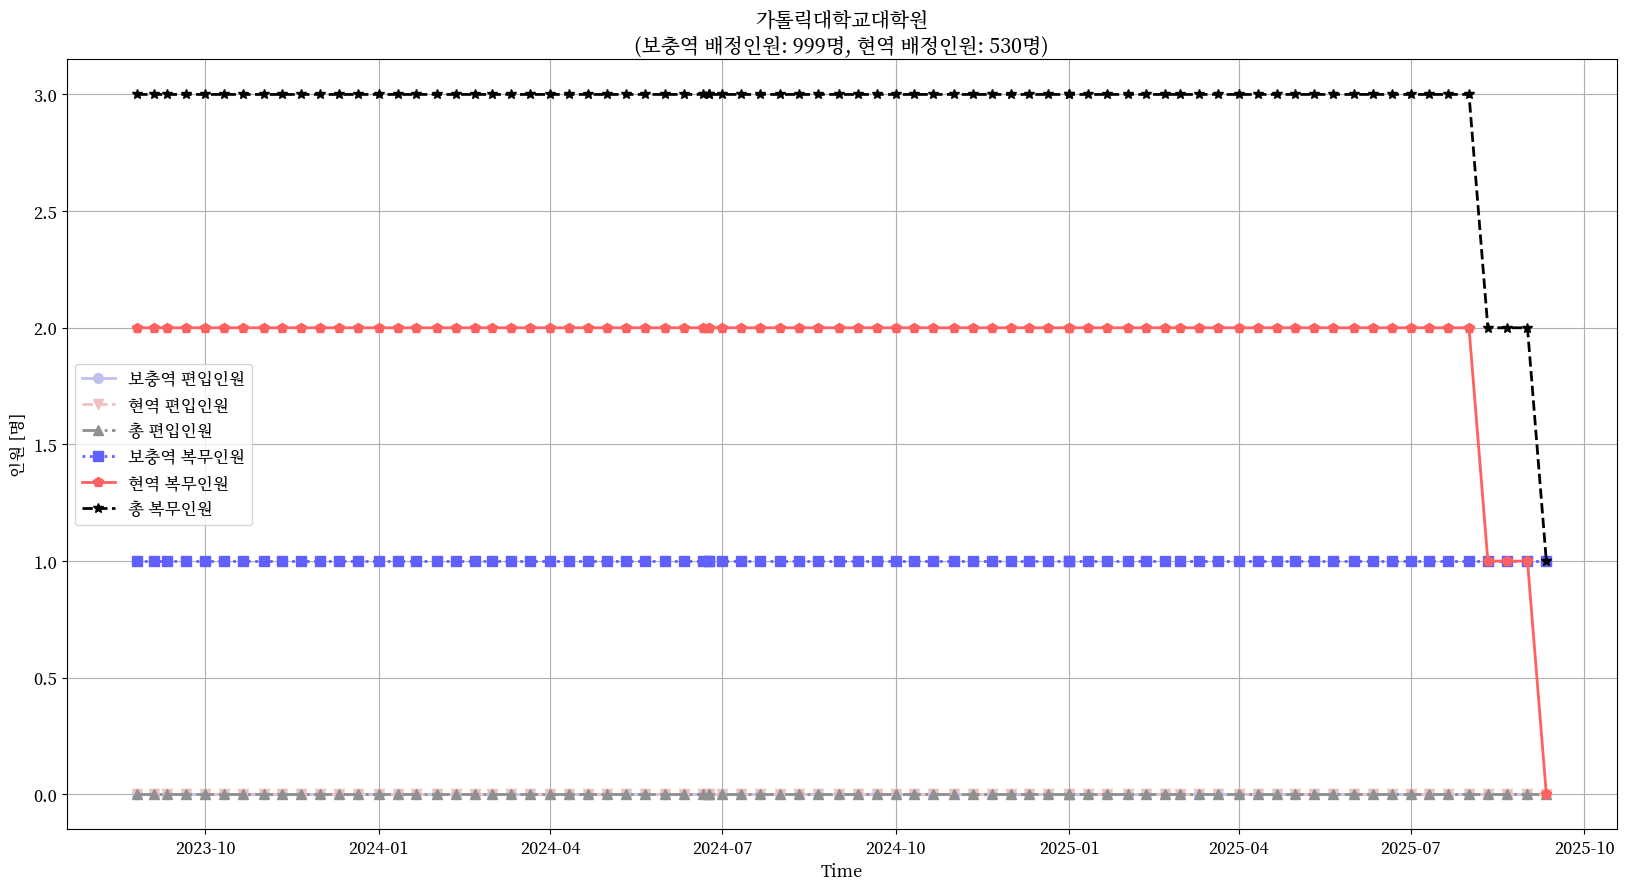 가톨릭대학교대학원
(보충역 배정인원: 999명, 현역 배정인원: 530명)
3.0
2.5
2.0
1.5
1.0
0.5
0.0
인원 [명]
보충역 편입인원
현역 편입인원
총 편입인원
보충역 복무인원
현역 복무인원
총 복무인원
2023-10
2024-01
2024-04
2024-07
2024-10
2025-01
2025-04
2025-07
2025-10
Time